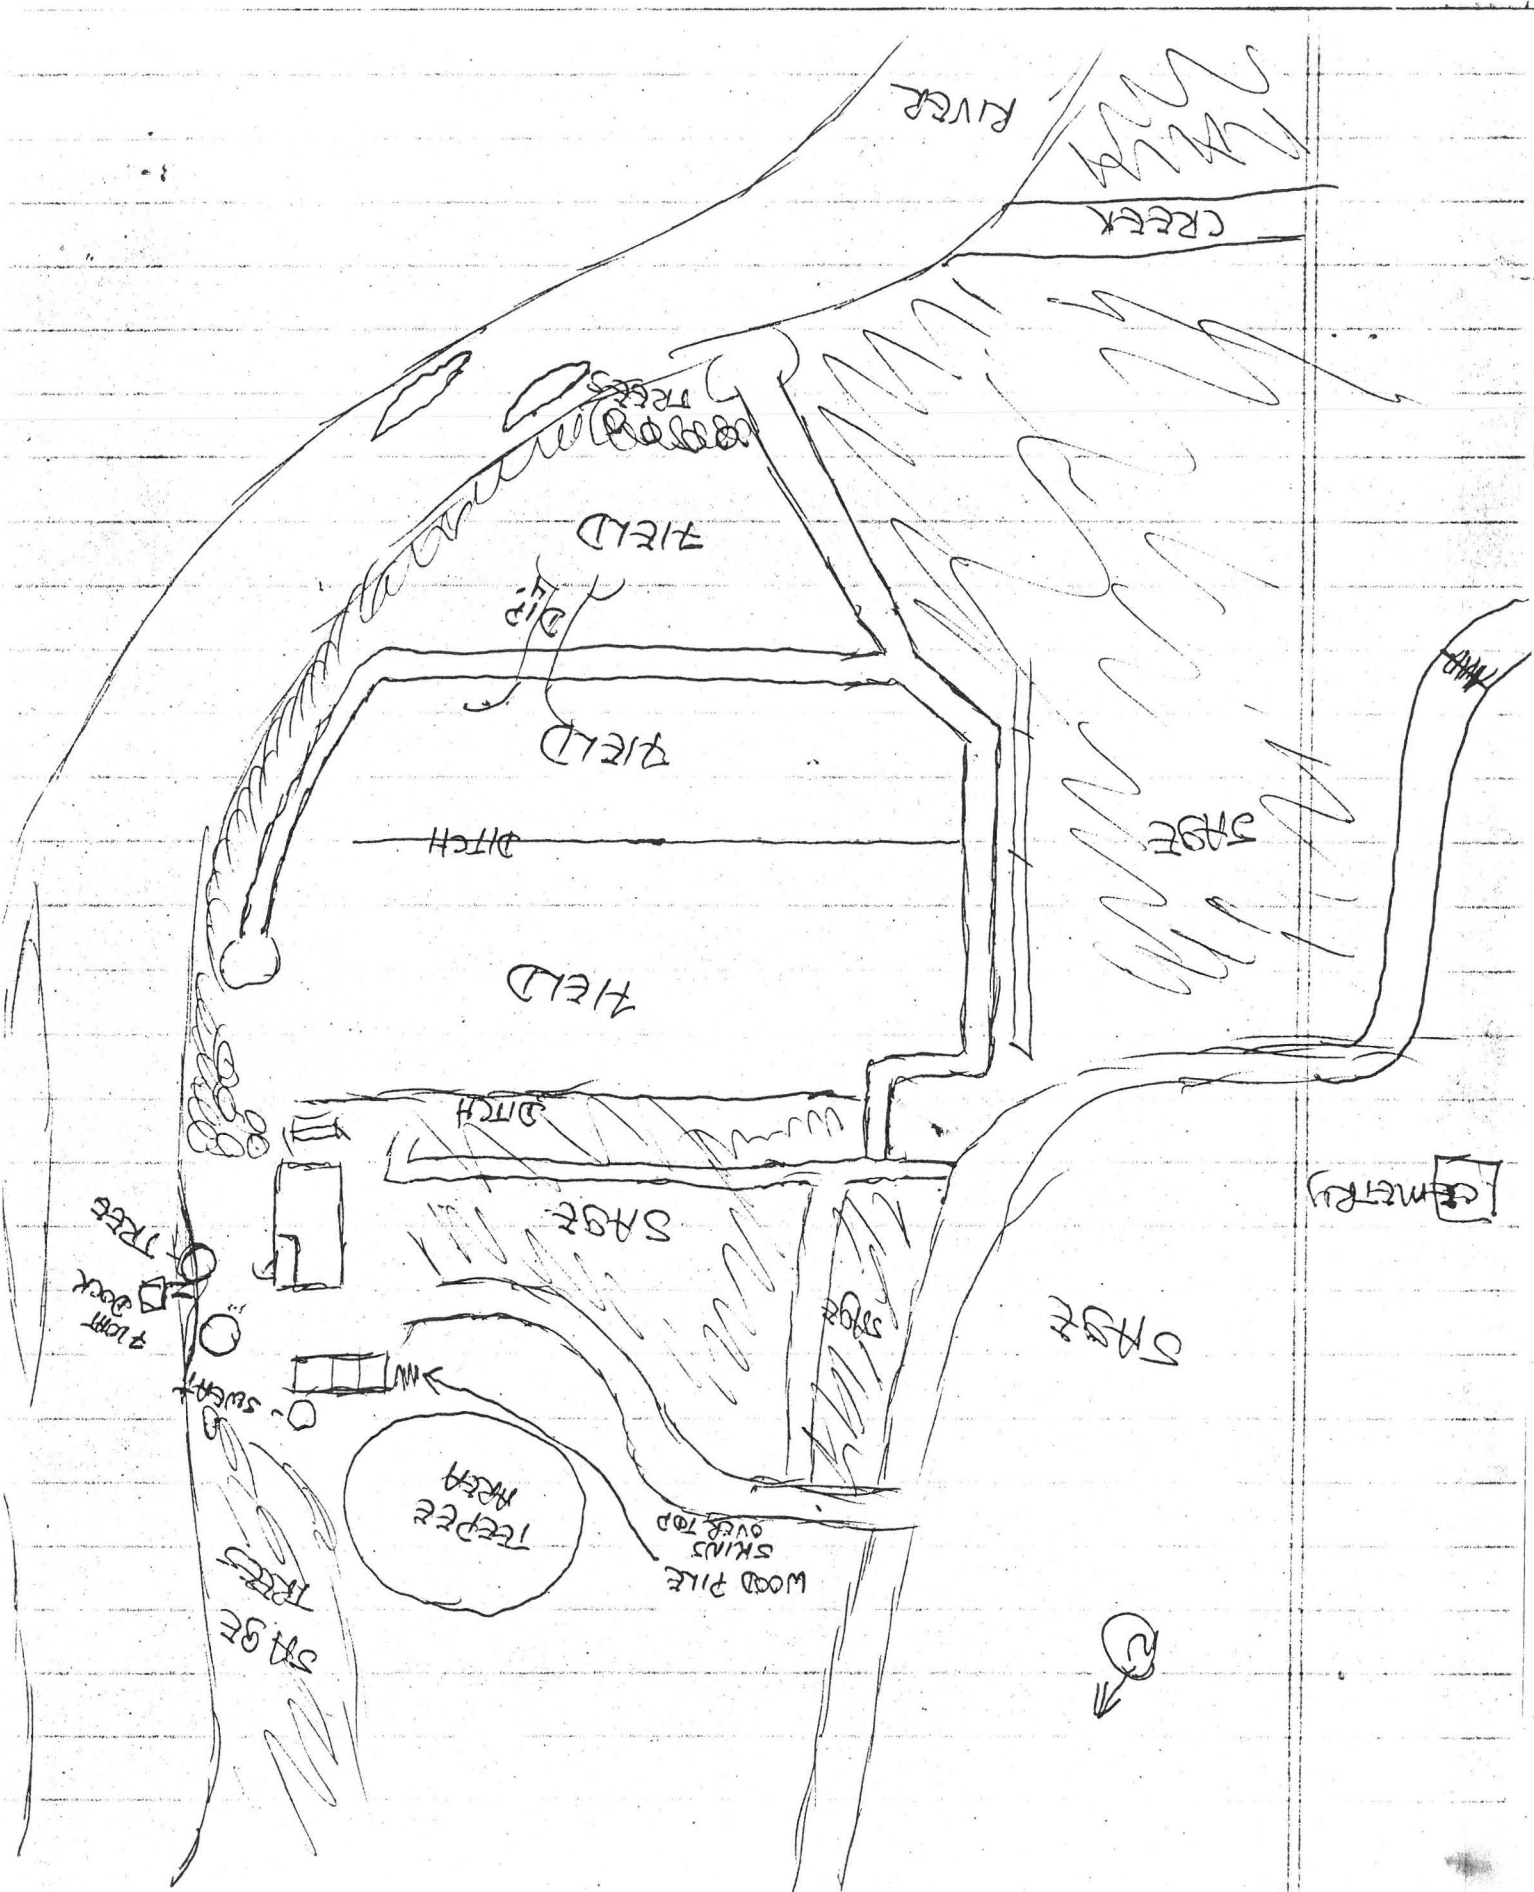 N
SAGE
TREES
WOOD PILE
SKINS
OVER TOP
TEEPEE
AREA
SWEAT
SAGE
SAGE
FLOAT
DOCK
TREE
CEMETRY
SAGE
DITCH
FIELD
SAGE
DITCH
FIELD
DIP
FIELD
TREES
CREEK
RIVER